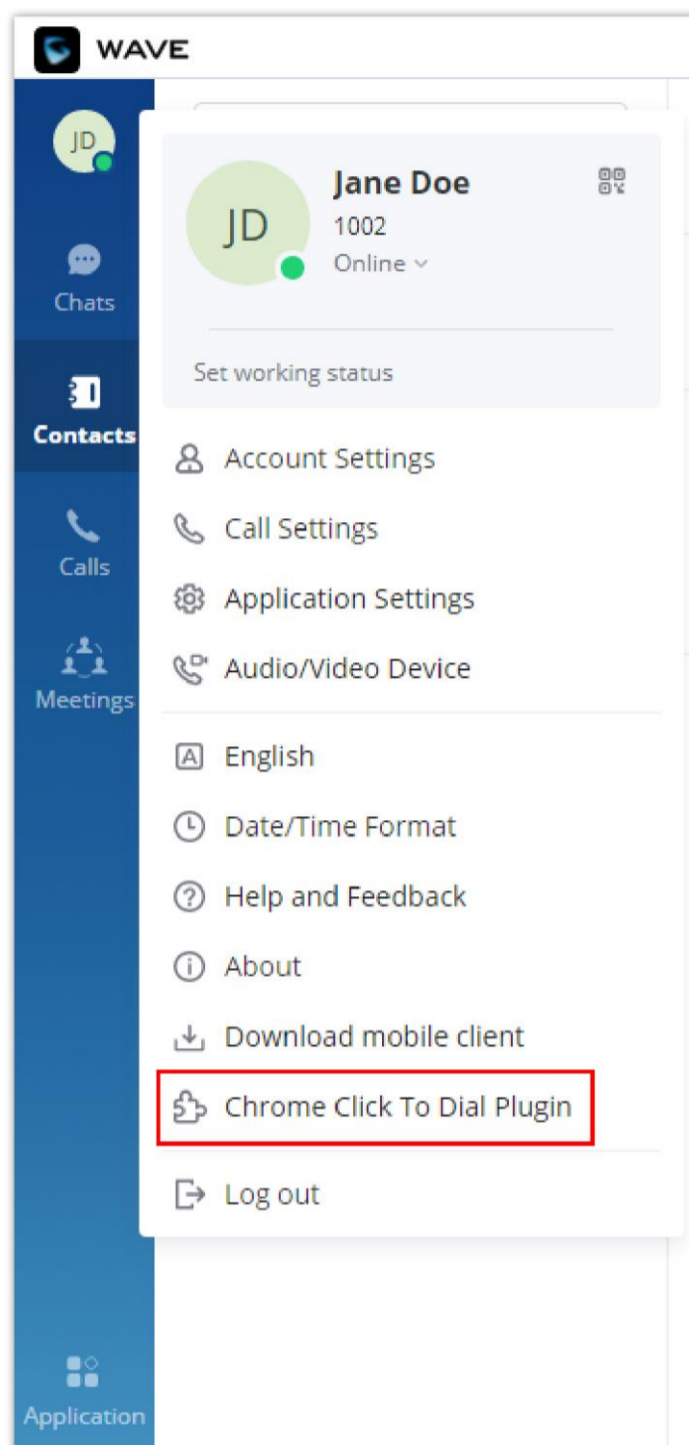 WAVE
JD
Chats
Contacts
Calls
Meetings
Application
JD
Jane Doe
1002
Online
Set working status
Account Settings
Call Settings
Application Settings
Audio/Video Device
A English
Date/Time Format
Help and Feedback
About
Download mobile client
Chrome Click To Dial Plugin
Log out